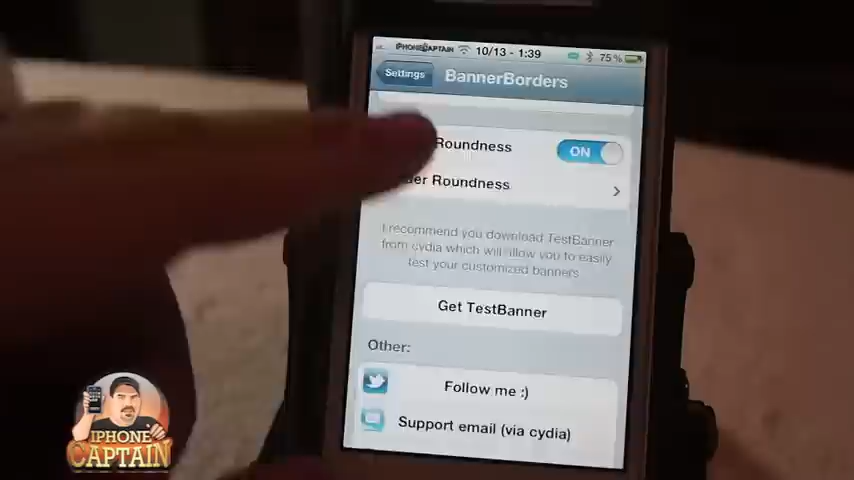 iPHONECAPTAIN 10/13 - 1:39 75%
Settings BannerBorders
Roundness ON
Roundness
I recommend you download TestBanner
from cydia which will allow you to easily
test your customized banners.
Get TestBanner
Other:
Follow me :)
Support email (via cydia)
IPHONE
CAPTAIN